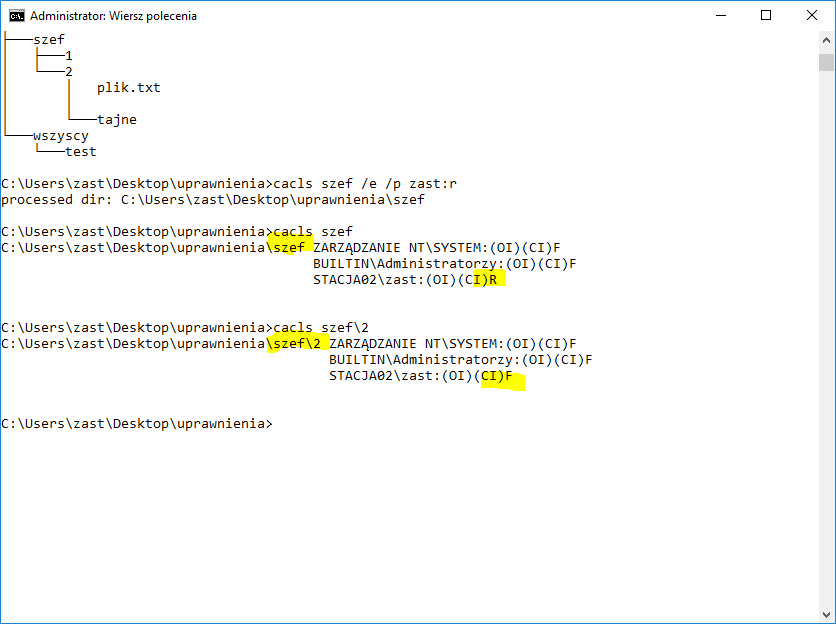 Administrator: Wiersz polecenia
├───szef
│   ├───1
│   └───2
│       │   plik.txt
│       │
│       └───tajne
└───wszyscy
    └───test
C:\Users\zast\Desktop\uprawnienia>cacls szef /e /p zast:r
processed dir: C:\Users\zast\Desktop\uprawnienia\szef
C:\Users\zast\Desktop\uprawnienia>cacls szef
C:\Users\zast\Desktop\uprawnienia\szef ZARZĄDZANIE NT\SYSTEM:(OI)(CI)F
BUILTIN\Administratorzy:(OI)(CI)F
STACJA02\zast:(OI)(CI)R
C:\Users\zast\Desktop\uprawnienia>cacls szef\2
C:\Users\zast\Desktop\uprawnienia\szef\2 ZARZĄDZANIE NT\SYSTEM:(OI)(CI)F
BUILTIN\Administratorzy:(OI)(CI)F
STACJA02\zast:(OI)(CI)F
C:\Users\zast\Desktop\uprawnienia>